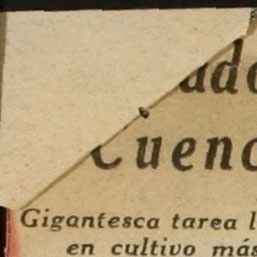 ado
Cuenc
Gigantesca tarea l
en cultivo más